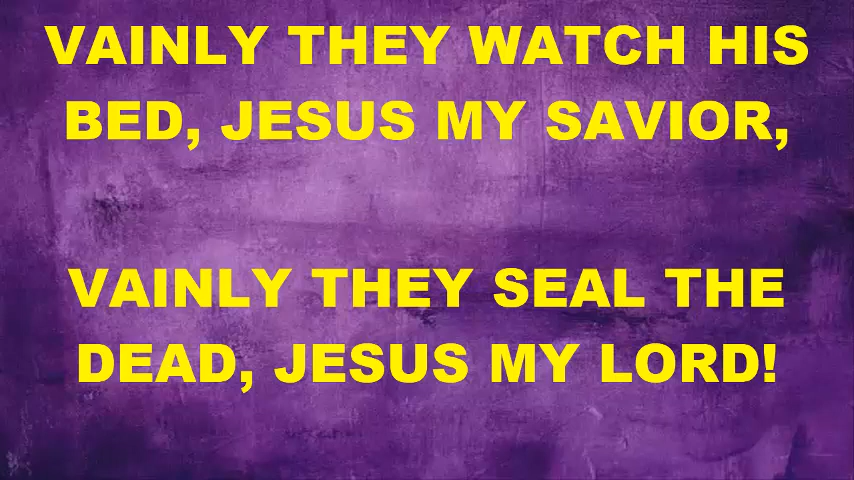 VAINLY THEY WATCH HIS
BED, JESUS MY SAVIOR,
VAINLY THEY SEAL THE
DEAD, JESUS MY LORD!